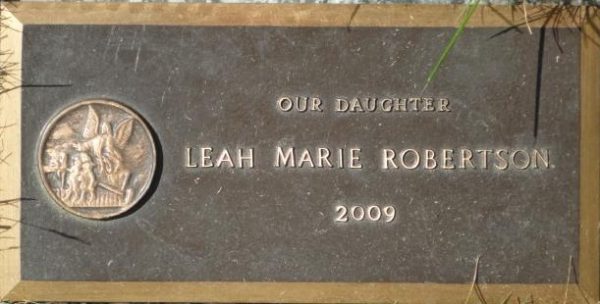 OUR DAUGHTER
LEAH MARIE ROBERTSON
2009